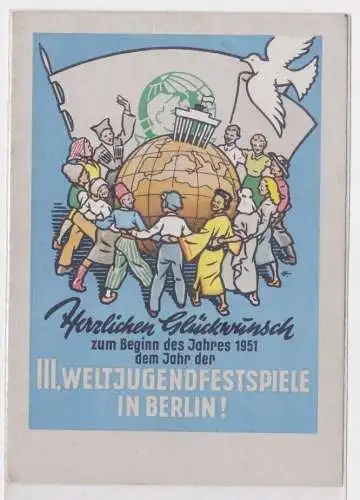 Herzlichen Glückwunsch
zum Beginn des Jahres 1951
dem Jahr der
III. WELTJUGENDFESTSPIELE
IN BERLIN!